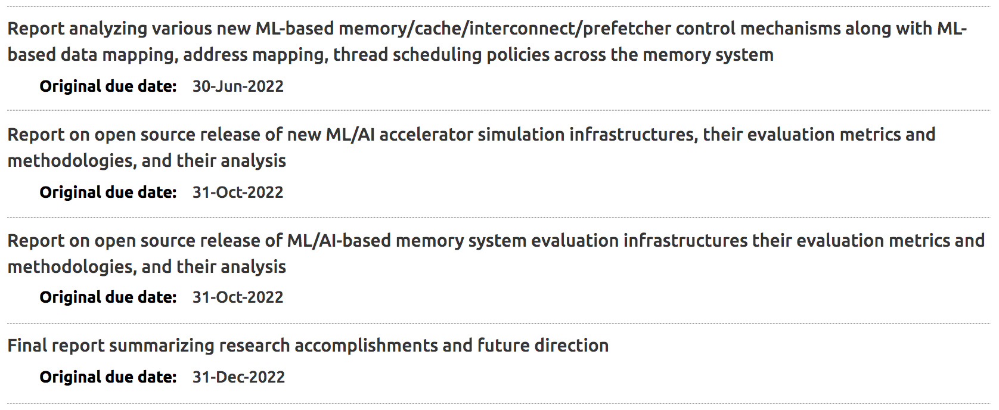 Report analyzing various new ML-based memory/cache/interconnect/prefetcher control mechanisms along with ML-
based data mapping, address mapping, thread scheduling policies across the memory system
Original due date: 30-Jun-2022
Report on open source release of new ML/AI accelerator simulation infrastructures, their evaluation metrics and
methodologies, and their analysis
Original due date: 31-Oct-2022
Report on open source release of ML/AI-based memory system evaluation infrastructures their evaluation metrics and
methodologies, and their analysis
Original due date: 31-Oct-2022
Final report summarizing research accomplishments and future direction
Original due date: 31-Dec-2022